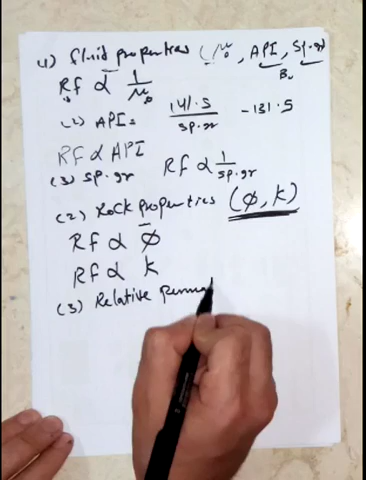 (1) fluid properties (μo, API, Sp.gr
Bo
Rf α 1/μo
(2) API = 141.5/sp.gr - 131.5
Rf α API
(3) sp.gr Rf α 1/sp.gr
(2) Rock properties (φ, k)
Rf α φ
Rf α k
(3) Relative perma